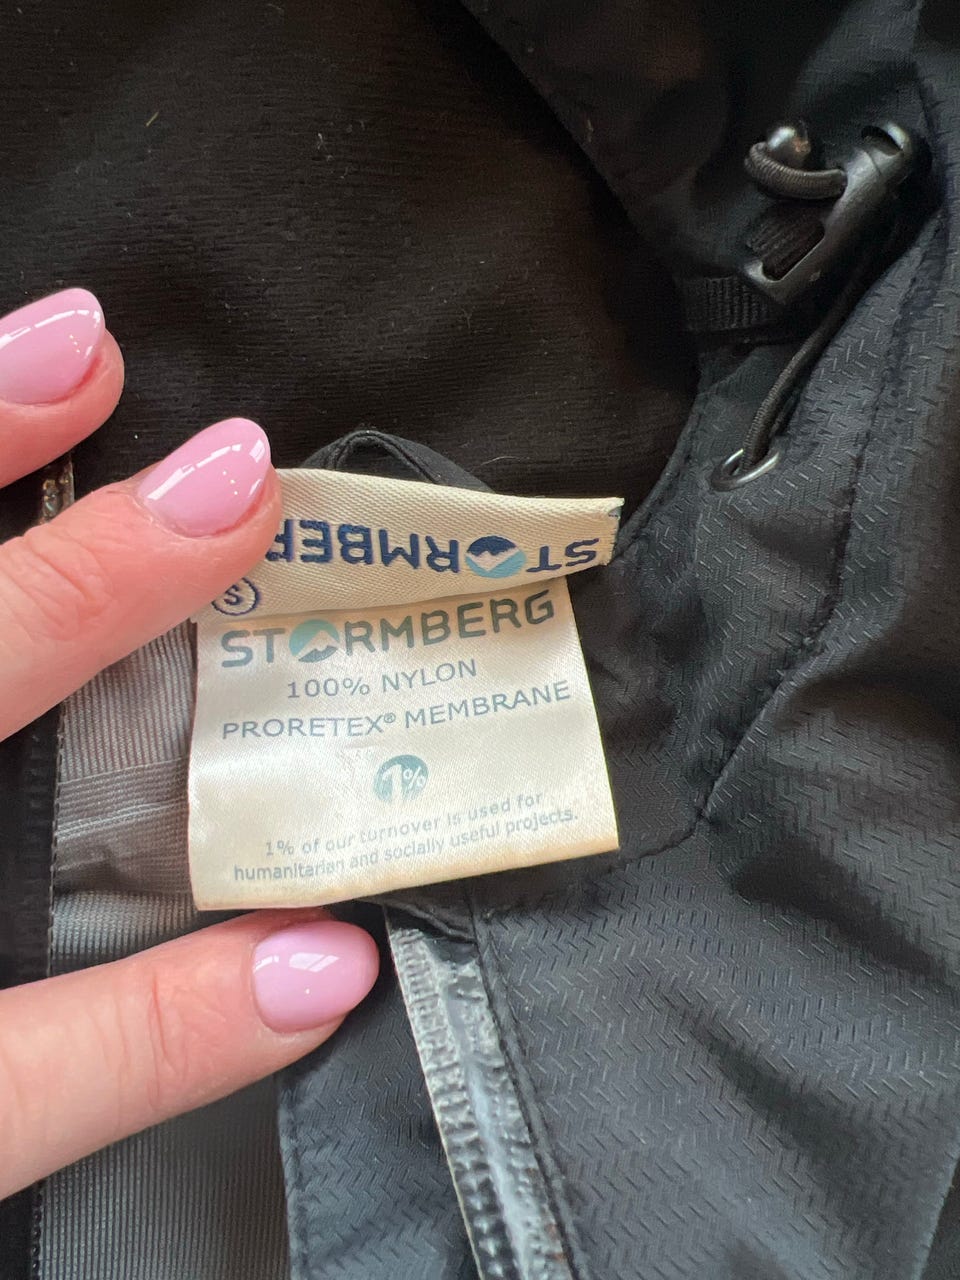 STORMBERG
S
STORMBERG
100% NYLON
PRORETEX® MEMBRANE
1%
1% of our turnover is used for
humanitarian and socially useful projects.